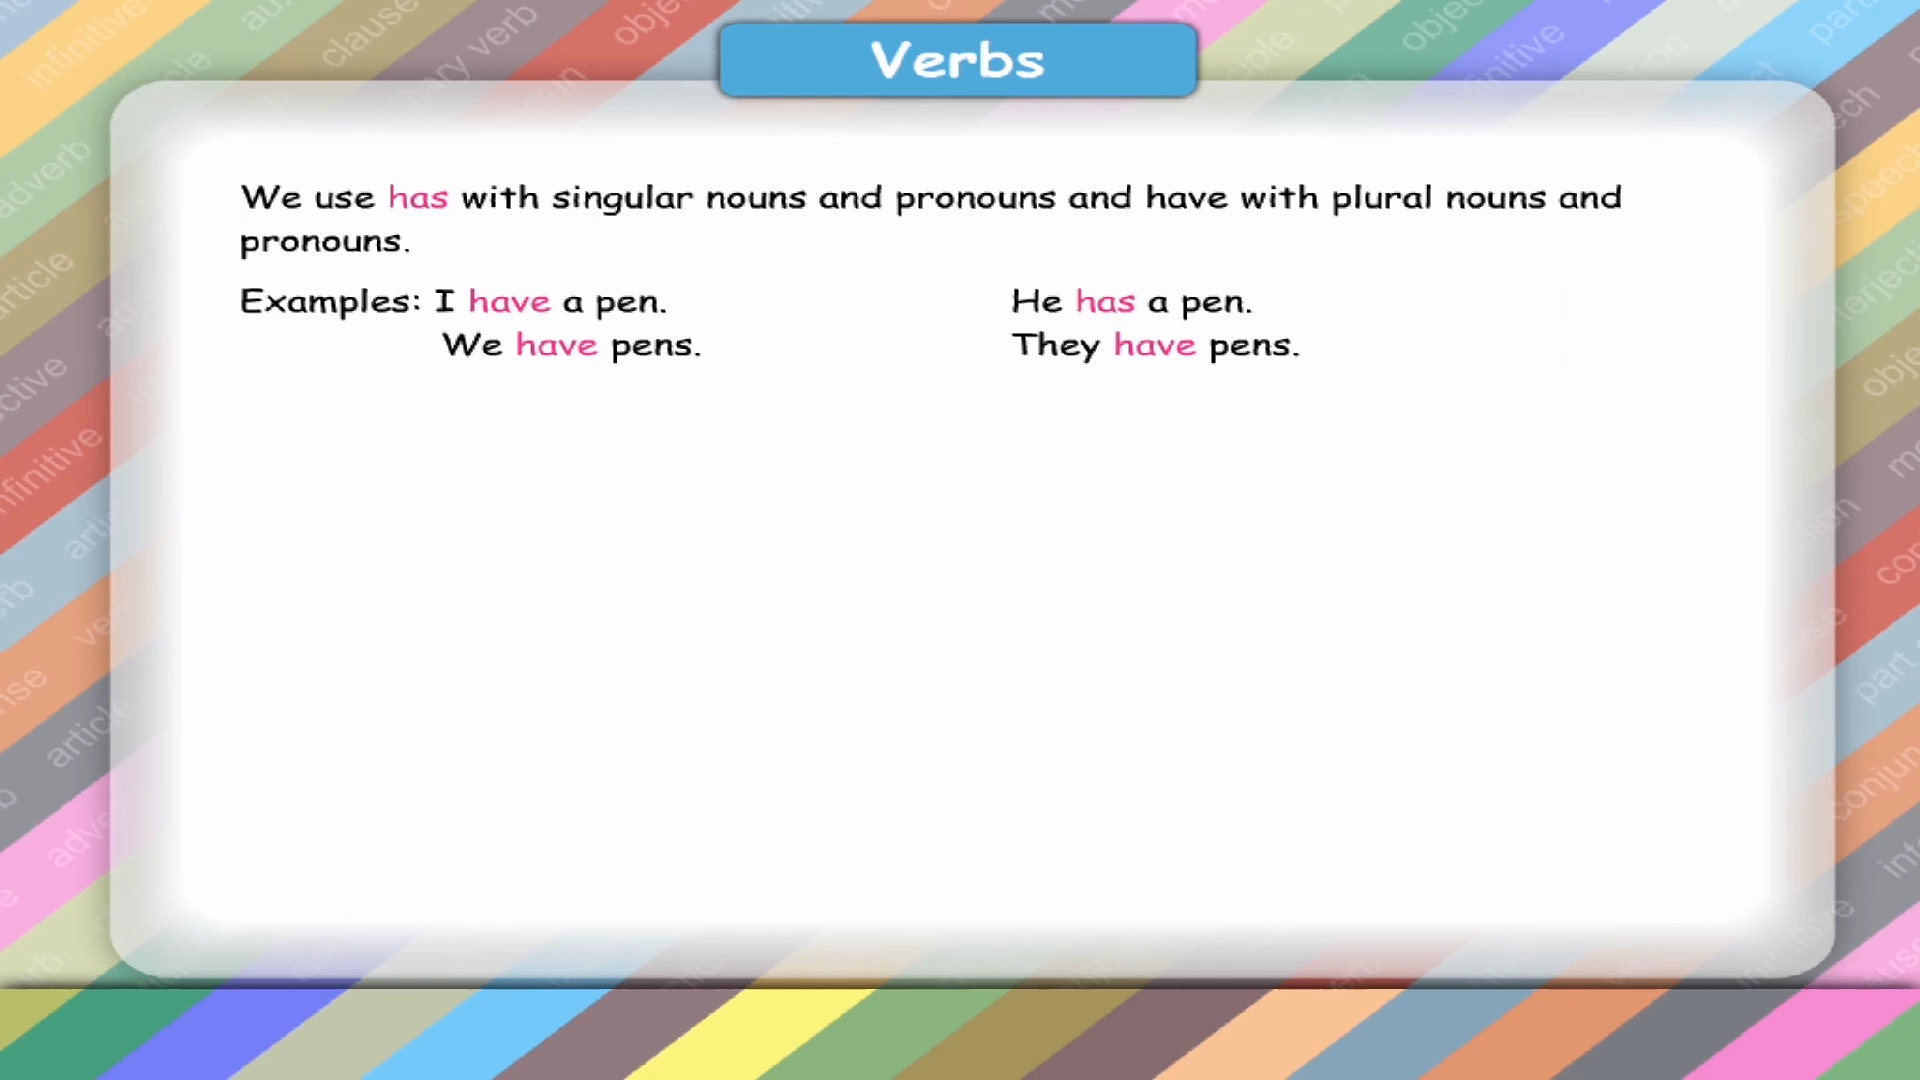 Verbs
We use has with singular nouns and pronouns and have with plural nouns and
pronouns.
Examples: I have a pen. He has a pen.
We have pens. They have pens.